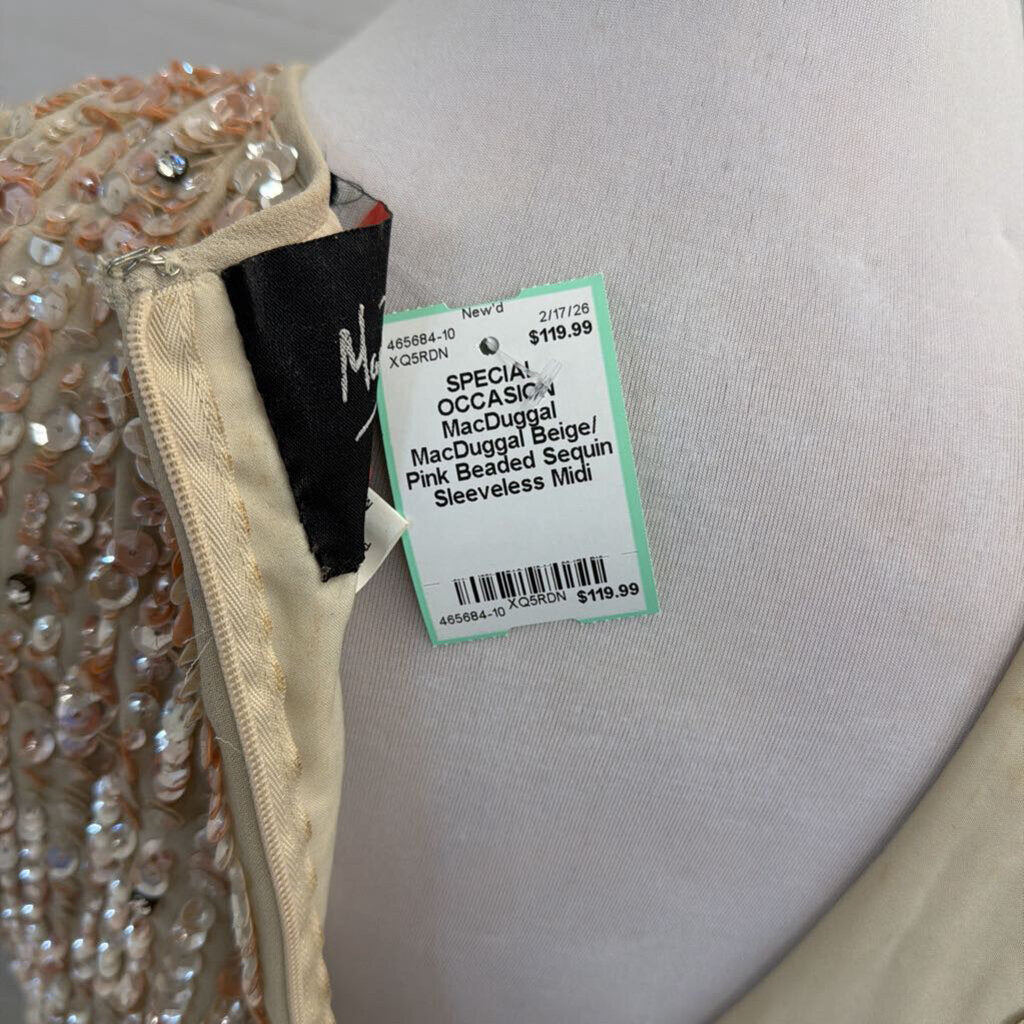 New'd
465684-10 2/17/26
XQ5RDN $119.99
SPECIAL
OCCASION
MacDuggal
MacDuggal Beige/
Pink Beaded Sequin
Sleeveless Midi
465684-10 XQ5RDN $119.99